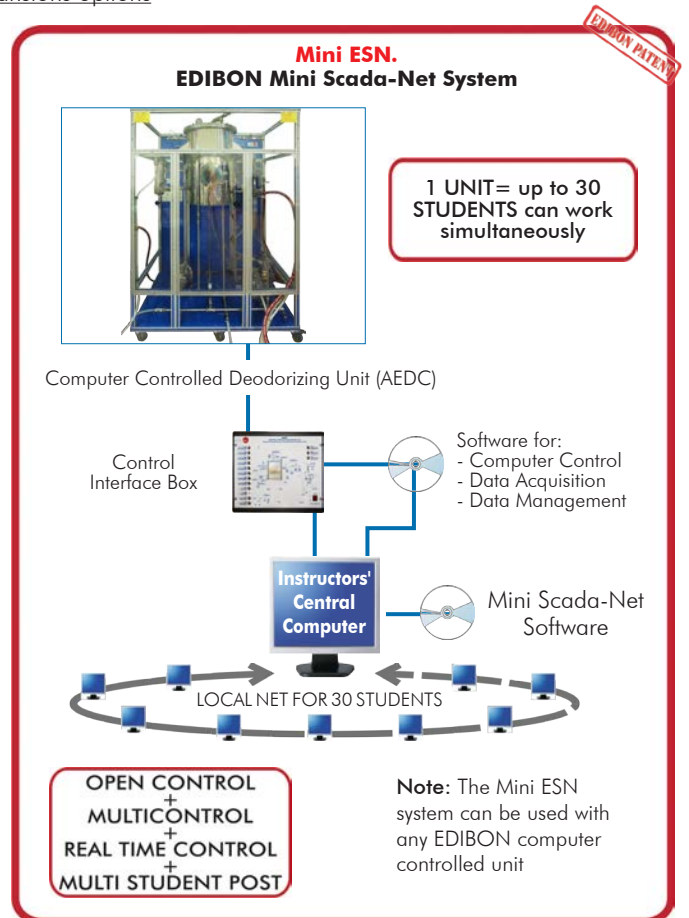 EDIBON PATENT
Mini ESN.
EDIBON Mini Scada-Net System
1 UNIT= up to 30
STUDENTS can work
simultaneously
Computer Controlled Deodorizing Unit (AEDC)
Control
Interface Box
Software for:
- Computer Control
- Data Acquisition
- Data Management
Instructors'
Central
Computer
Mini Scada-Net
Software
LOCAL NET FOR 30 STUDENTS
OPEN CONTROL
+
MULTICONTROL
+
REAL TIME CONTROL
+
MULTI STUDENT POST
Note: The Mini ESN
system can be used with
any EDIBON computer
controlled unit